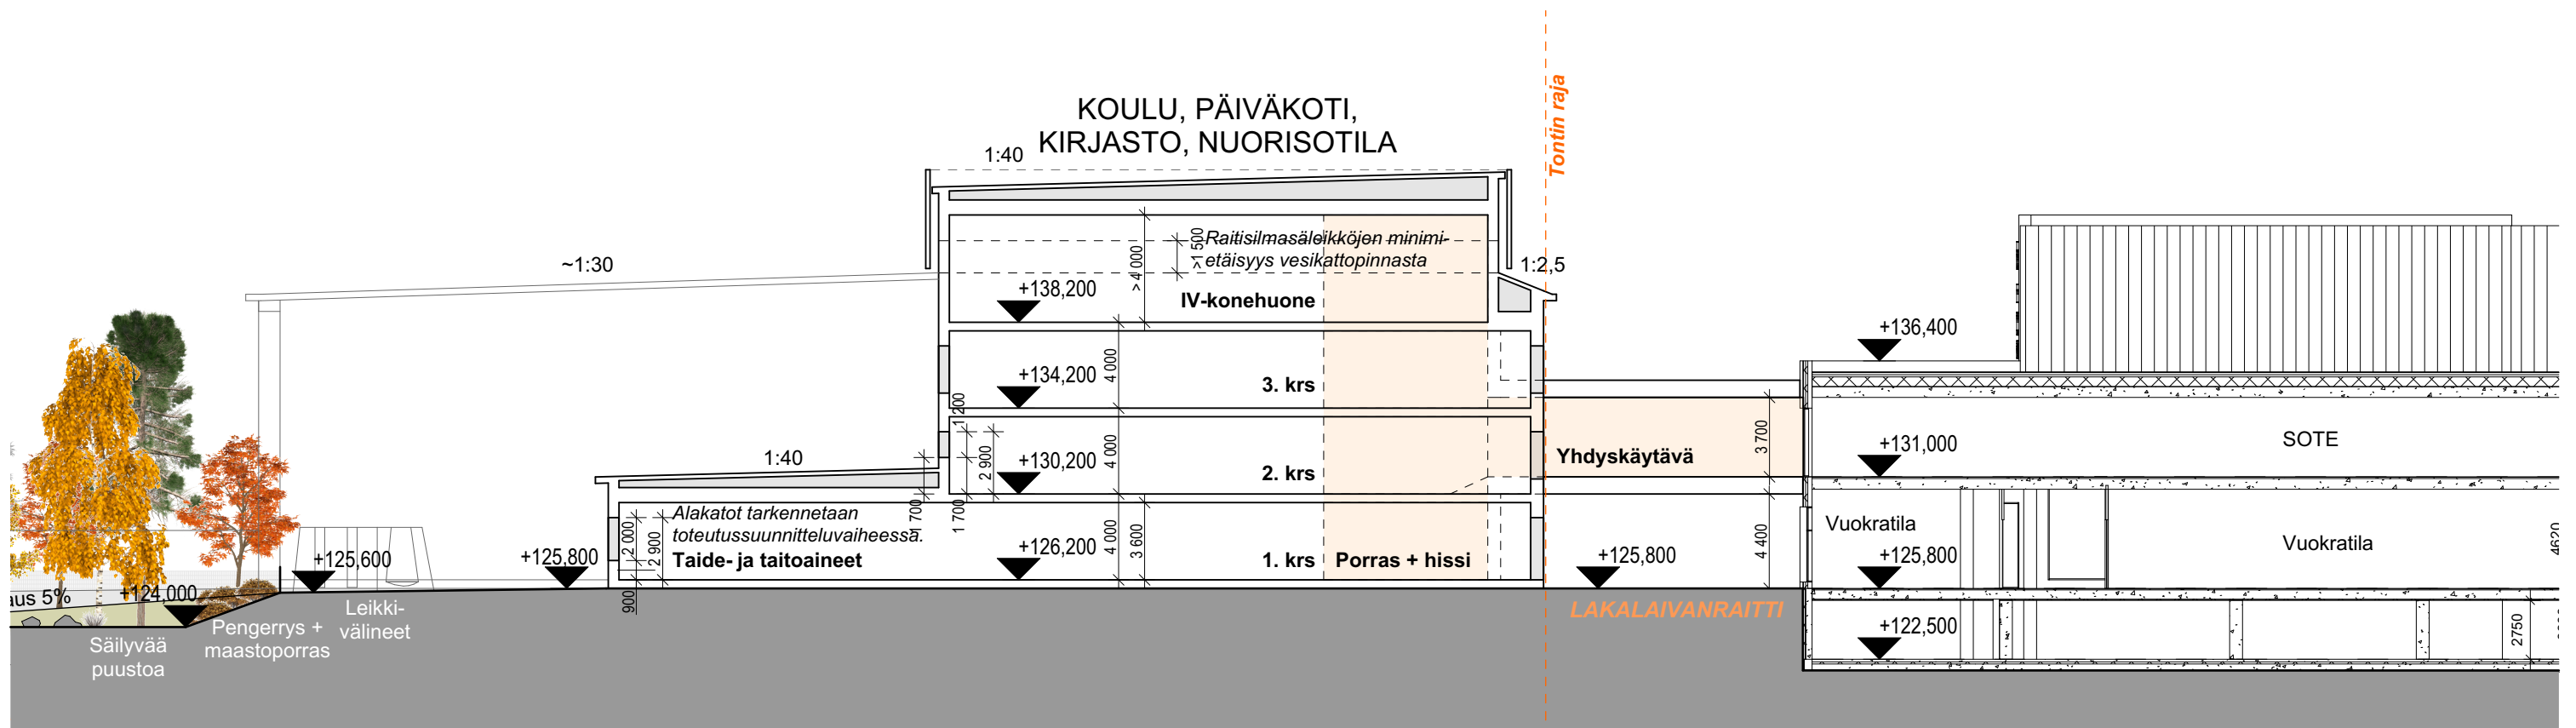 KOULU, PÄIVÄKOTI,
KIRJASTO, NUORISOTILA
Tontin raja
1:40
~1:30
1:2,5
>4 000
>1 500
Raitisilmasäleikköjen minimi-
etäisyys vesikattopinnasta
+138,200
IV-konehuone
+136,400
+134,200
4 000
3. krs
1 200
1:40
+130,200
2 900
4 000
2. krs
Yhdyskäytävä
3 700
+131,000
SOTE
1 700
1 700
Alakatot tarkennetaan
toteutussuunnitteluvaiheessa.
Taide- ja taitoaineet
2 000
2 900
900
+126,200
4 000
3 600
1. krs
Porras + hissi
+125,800
4 400
Vuokratila
+125,800
Vuokratila
4620
+125,600
+125,800
+124,000
aus 5%
Leikki-
välineet
Pengerrys +
maastoporras
Säilyvää
puustoa
LAKALAIVANRAITTI
+122,500
2750